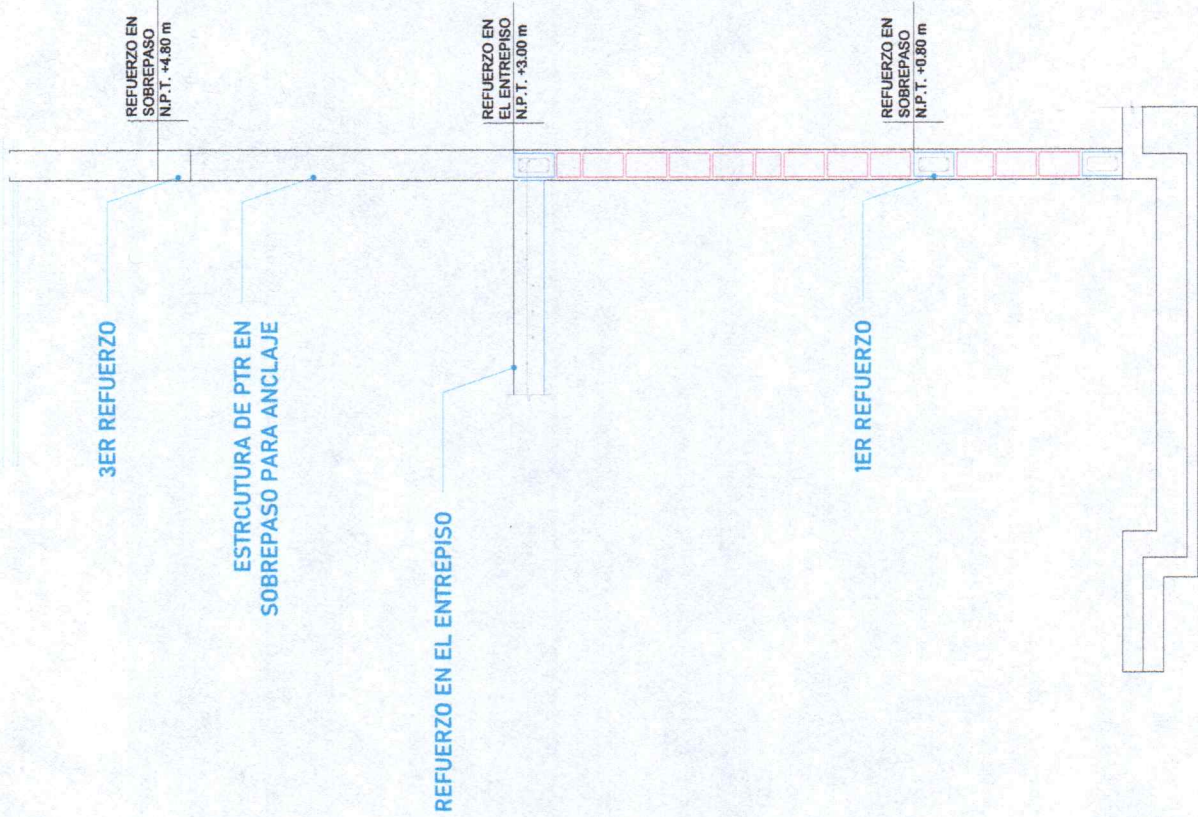 REFUERZO EN
SOBREPASO
N.P.T. +4.80 m
3ER REFUERZO
ESTRCUTURA DE PTR EN
SOBREPASO PARA ANCLAJE
REFUERZO EN
EL ENTREPISO
N.P.T. +3.00 m
REFUERZO EN EL ENTREPISO
REFUERZO EN
SOBREPASO
N.P.T. +0.80 m
1ER REFUERZO